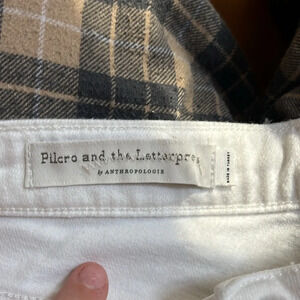 Pilcro and the Letterpress
by ANTHROPOLOGIE
MADE IN TURKEY